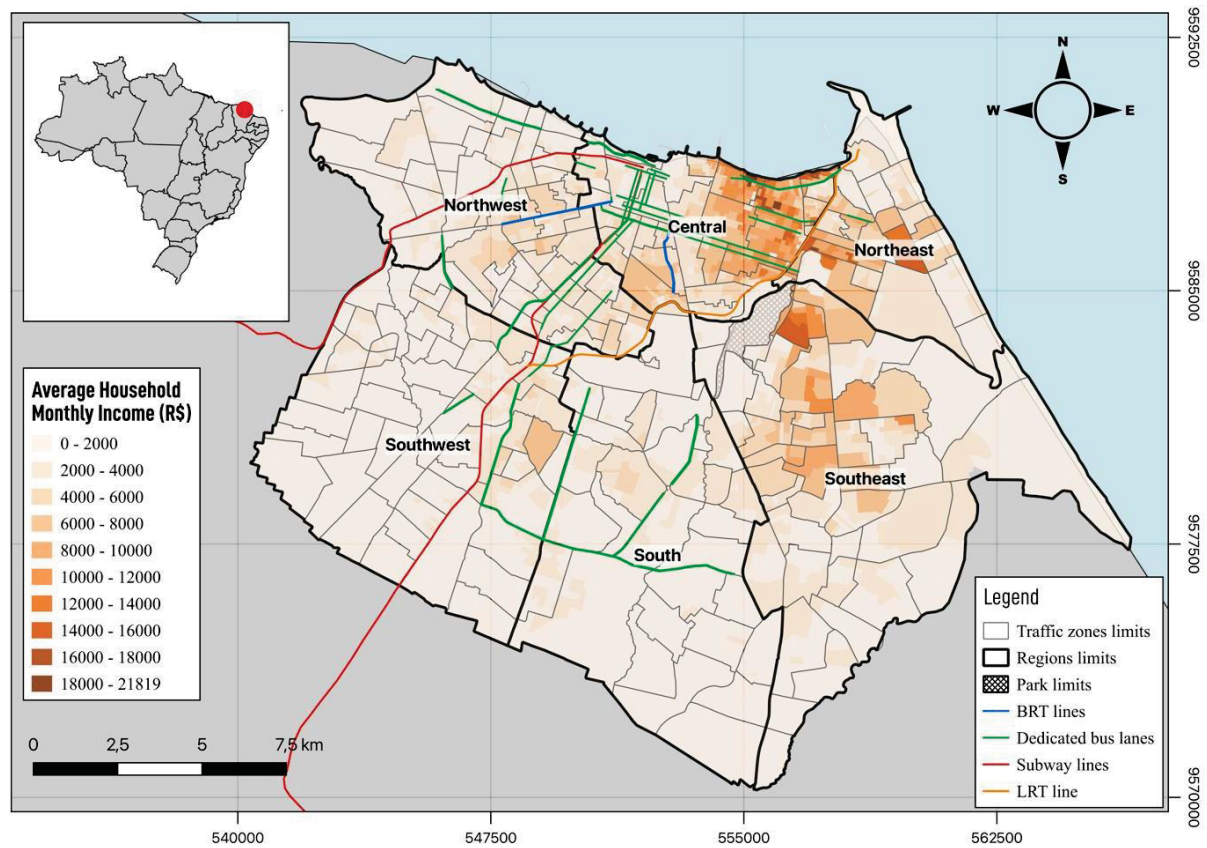 N
W
E
S
9592500
9585000
9577500
9570000
Northwest
Central
Northeast
Southwest
Southeast
South
Average Household
Monthly Income (R$)
0 - 2000
2000 - 4000
4000 - 6000
6000 - 8000
8000 - 10000
10000 - 12000
12000 - 14000
14000 - 16000
16000 - 18000
18000 - 21819
0
2,5
5
7,5 km
Legend
Traffic zones limits
Regions limits
Park limits
BRT lines
Dedicated bus lanes
Subway lines
LRT line
540000
547500
555000
562500